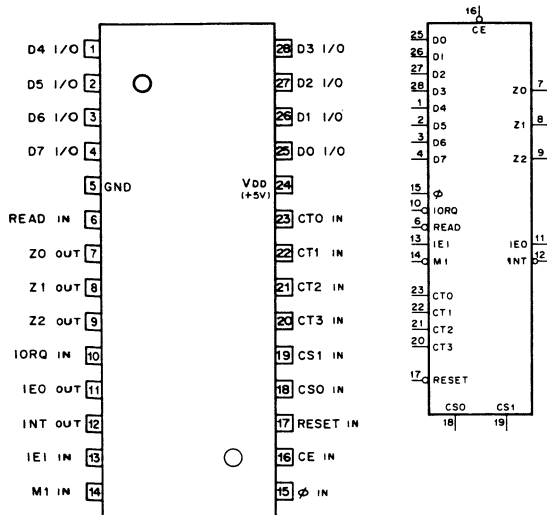 D4 I/O 1
D5 I/O 2
D6 I/O 3
D7 I/O 4
5 GND
READ IN 6
Z0 OUT 7
Z1 OUT 8
Z2 OUT 9
IORQ IN 10
IEO OUT 11
INT OUT 12
IEI IN 13
M1 IN 14
28 D3 I/O
27 D2 I/O
26 D1 I/O
25 D0 I/O
VDD 24
(+5V)
23 CT0 IN
22 CT1 IN
21 CT2 IN
20 CT3 IN
19 CS1 IN
18 CS0 IN
17 RESET IN
16 CE IN
15 ϕ IN
16
CE
25 D0
26 D1
27 D2
28 D3
1 D4
2 D5
3 D6
4 D7
15 ϕ
10 IORQ
6 READ
13 IEI
14 M1
23 CT0
22 CT1
21 CT2
20 CT3
17 RESET
Z0 7
Z1 8
Z2 9
IEO 11
INT 12
CS0 CS1
18 19